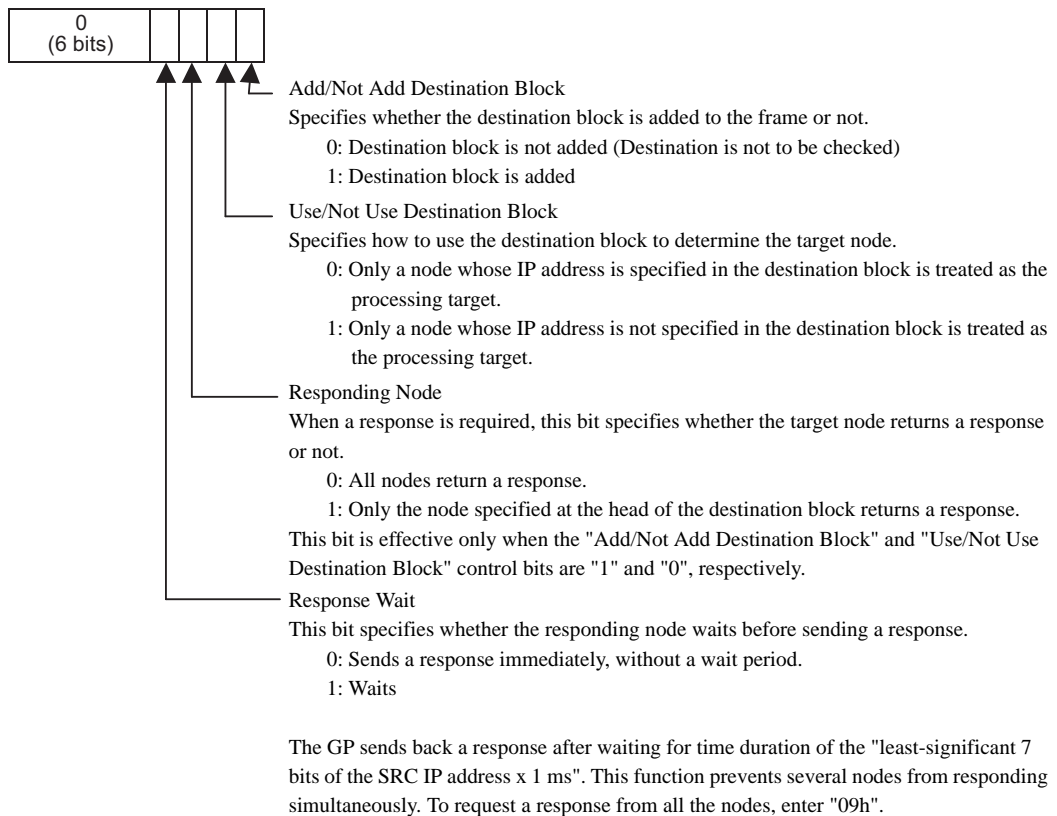 0
(6 bits)
Add/Not Add Destination Block
Specifies whether the destination block is added to the frame or not.
0: Destination block is not added (Destination is not to be checked)
1: Destination block is added
Use/Not Use Destination Block
Specifies how to use the destination block to determine the target node.
0: Only a node whose IP address is specified in the destination block is treated as the
processing target.
1: Only a node whose IP address is not specified in the destination block is treated as
the processing target.
Responding Node
When a response is required, this bit specifies whether the target node returns a response
or not.
0: All nodes return a response.
1: Only the node specified at the head of the destination block returns a response.
This bit is effective only when the "Add/Not Add Destination Block" and "Use/Not Use
Destination Block" control bits are "1" and "0", respectively.
Response Wait
This bit specifies whether the responding node waits before sending a response.
0: Sends a response immediately, without a wait period.
1: Waits
The GP sends back a response after waiting for time duration of the "least-significant 7
bits of the SRC IP address x 1 ms". This function prevents several nodes from responding
simultaneously. To request a response from all the nodes, enter "09h".